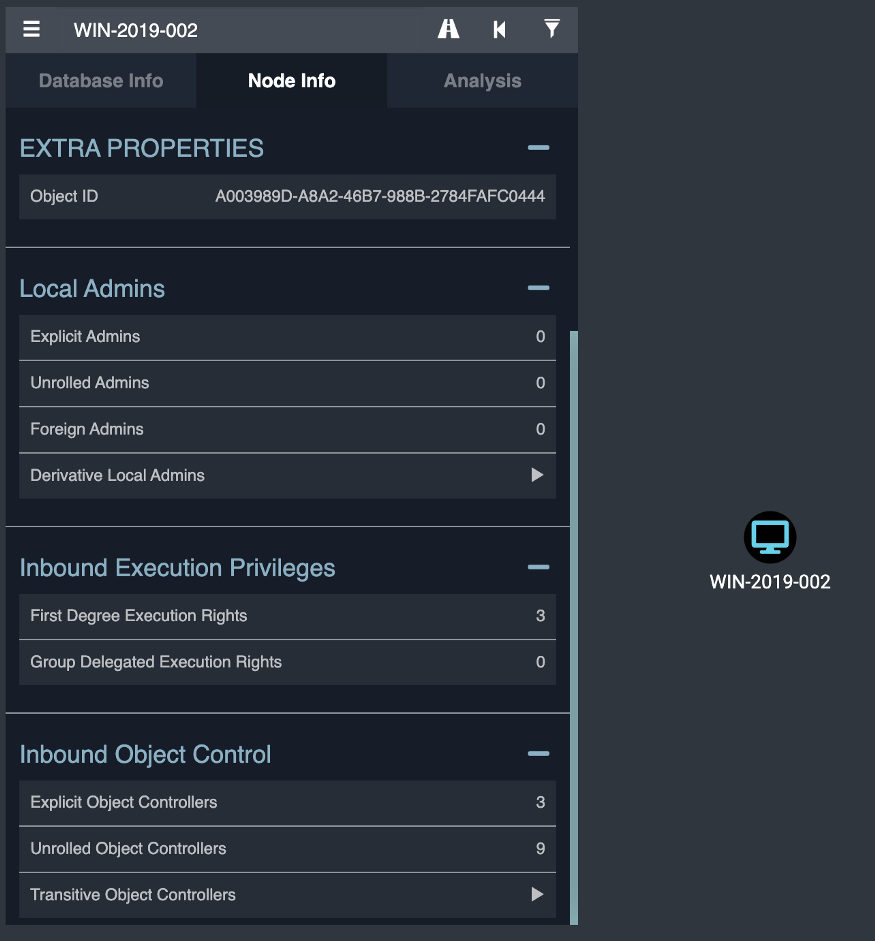 WIN-2019-002
Database Info Node Info Analysis
EXTRA PROPERTIES
Object ID A003989D-A8A2-46B7-988B-2784FAFC0444
Local Admins
Explicit Admins 0
Unrolled Admins 0
Foreign Admins 0
Derivative Local Admins
Inbound Execution Privileges
First Degree Execution Rights 3
Group Delegated Execution Rights 0
Inbound Object Control
Explicit Object Controllers 3
Unrolled Object Controllers 9
Transitive Object Controllers
WIN-2019-002